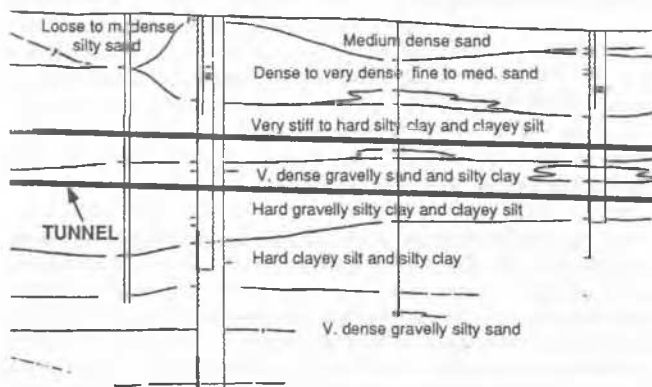 Loose to m. dense
silty sand
Medium dense sand
Dense to very dense fine to med. sand
Very stiff to hard silty clay and clayey silt
V. dense gravelly sand and silty clay
Hard gravelly silty clay and clayey silt
TUNNEL
Hard clayey silt and silty clay
V. dense gravelly silty sand